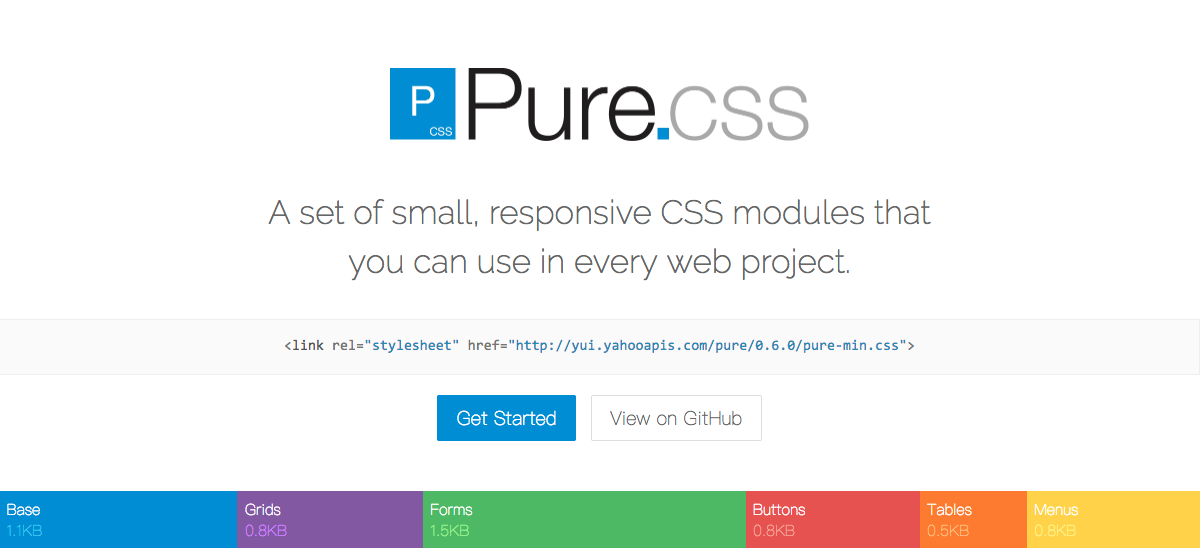 P
CSS
Pure.css
A set of small, responsive CSS modules that
you can use in every web project.
<link rel="stylesheet" href="http://yui.yahooapis.com/pure/0.6.0/pure-min.css">
Get Started View on GitHub
Base Grids Forms Buttons Tables Menus
1.1KB 0.8KB 1.5KB 0.8KB 0.5KB 0.8KB